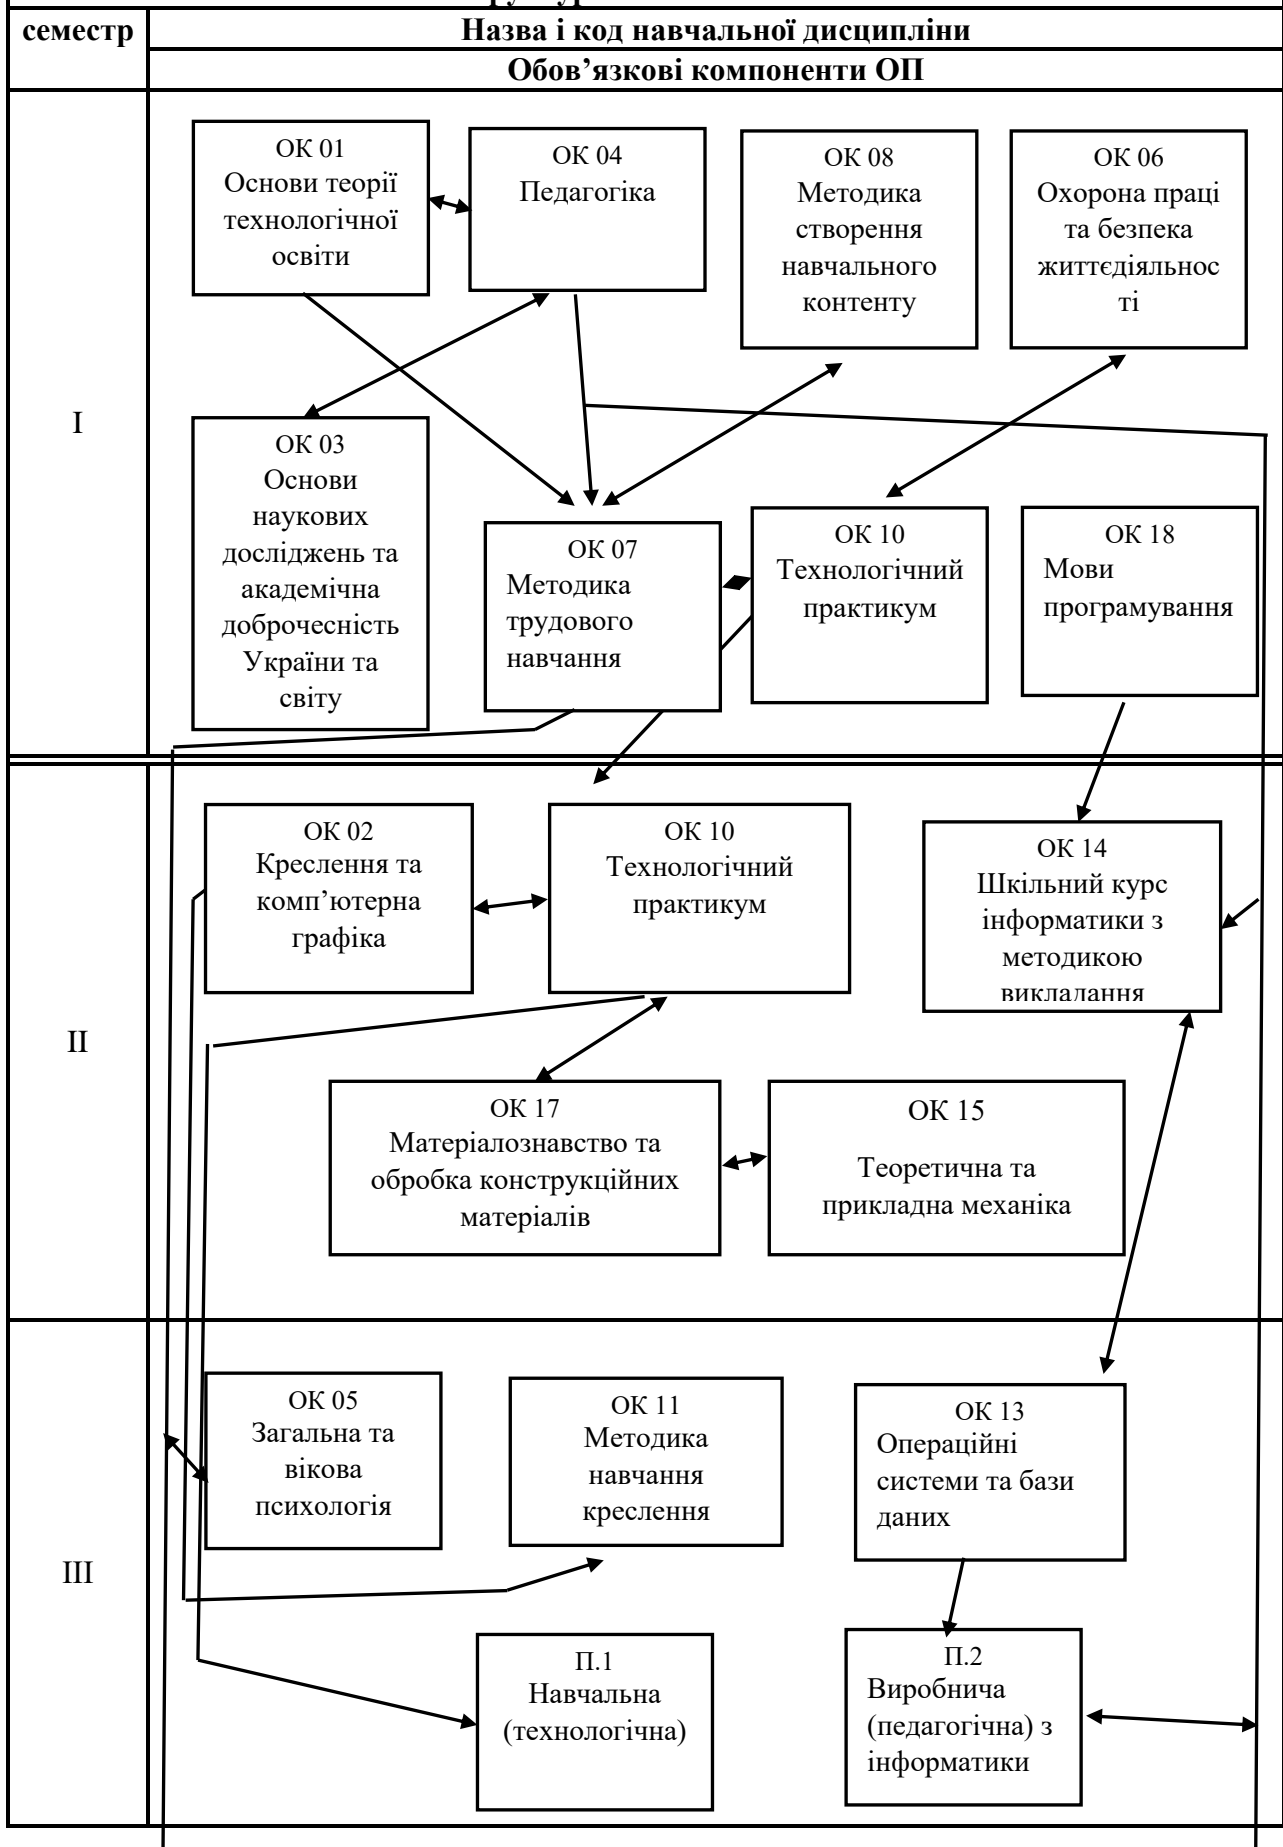 семестр
Назва і код навчальної дисципліни
Обов’язкові компоненти ОП
I
ОК 01
Основи теорії
технологічної
освіти
ОК 04
Педагогіка
ОК 08
Методика
створення
навчального
контенту
ОК 06
Охорона праці
та безпека
життєдіяльнос
ті
ОК 03
Основи
наукових
досліджень та
академічна
доброчесність
України та
світу
ОК 07
Методика
трудового
навчання
ОК 10
Технологічний
практикум
ОК 18
Мови
програмування
II
ОК 02
Креслення та
комп’ютерна
графіка
ОК 10
Технологічний
практикум
ОК 14
Шкільний курс
інформатики з
методикою
викладання
ОК 17
Матеріалознавство та
обробка конструкційних
матеріалів
ОК 15
Теоретична та
прикладна механіка
III
ОК 05
Загальна та
вікова
психологія
ОК 11
Методика
навчання
креслення
ОК 13
Операційні
системи та бази
даних
П.1
Навчальна
(технологічна)
П.2
Виробнича
(педагогічна) з
інформатики